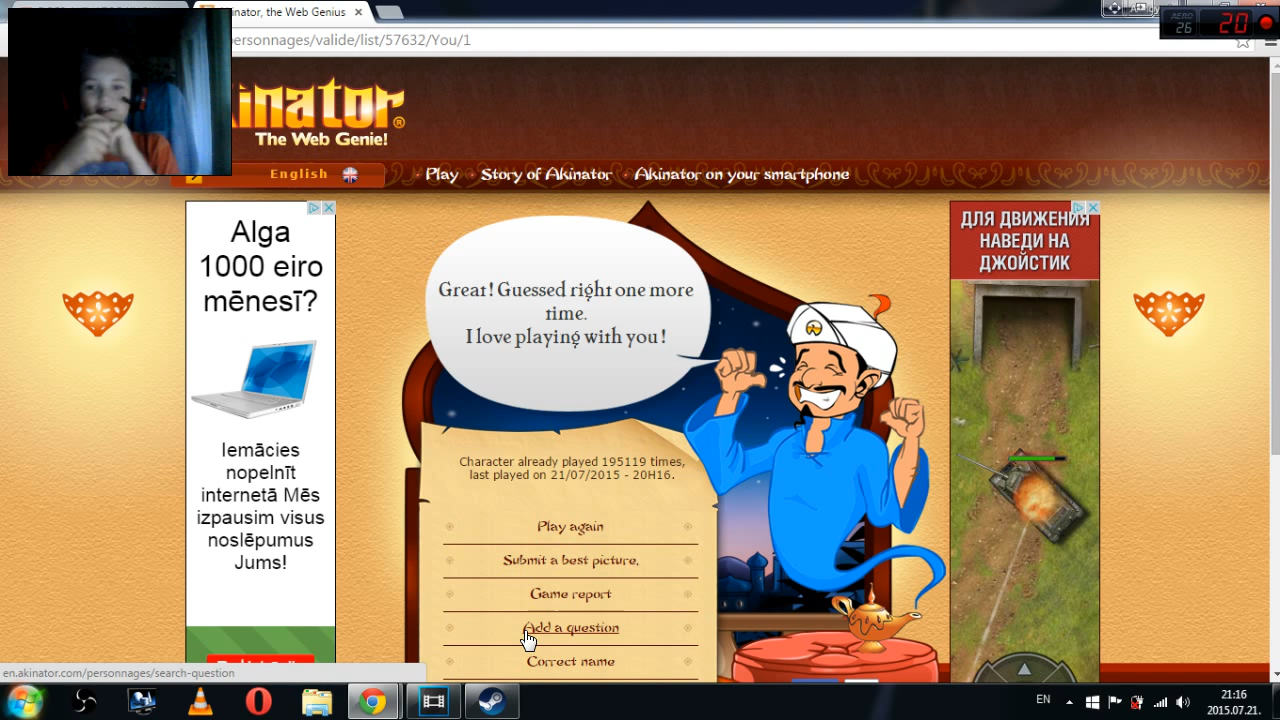 inator, the Web Genius
AERO
26
20
personnages/valide/list/57632/You/1
kinator®
The Web Genie!
English
Play
Story of Akinator
Akinator on your smartphone
Alga
1000 eiro
mēnesī?
Iemācies
nopelnīt
internetā Mēs
izpausim visus
noslēpumus
Jums!
Great! Guessed right one more
time.
I love playing with you !
Character already played 195119 times,
last played on 21/07/2015 - 20H16.
Play again
Submit a best picture.
Game report
Add a question
Correct name
ДЛЯ ДВИЖЕНИЯ
НАВЕДИ НА
ДЖОЙСТИК
en.akinator.com/personnages/search-question
EN
21:16
2015.07.21.